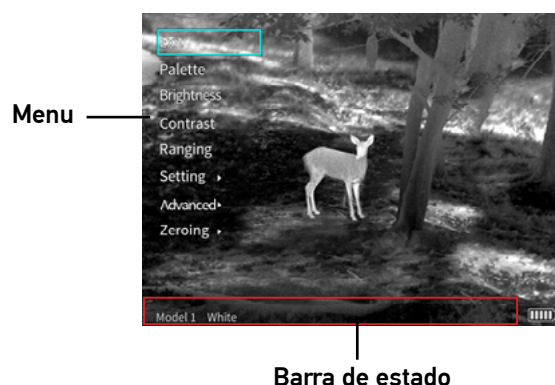 Menu
Palette
Brightness
Contrast
Ranging
Setting
Advanced
Zeroing
Model 1 White
Barra de estado